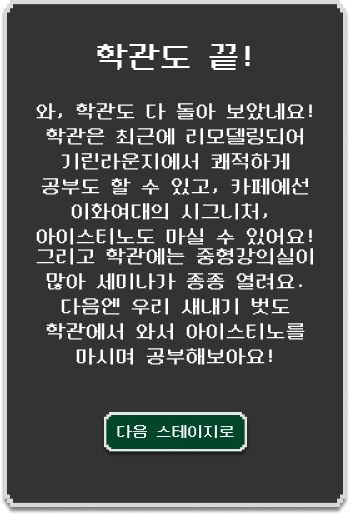 학관도 끝!
와, 학관도 다 돌아 보았네요!
학관은 최근에 리모델링되어
기린라운지에서 쾌적하게
공부도 할 수 있고, 카페에선
이화여대의 시그니처,
아이스티노도 마실 수 있어요!
그리고 학관에는 중형강의실이
많아 세미나가 종종 열려요.
다음엔 우리 새내기 벗도
학관에서 와서 아이스티노를
마시며 공부해보아요!
다음 스테이지로